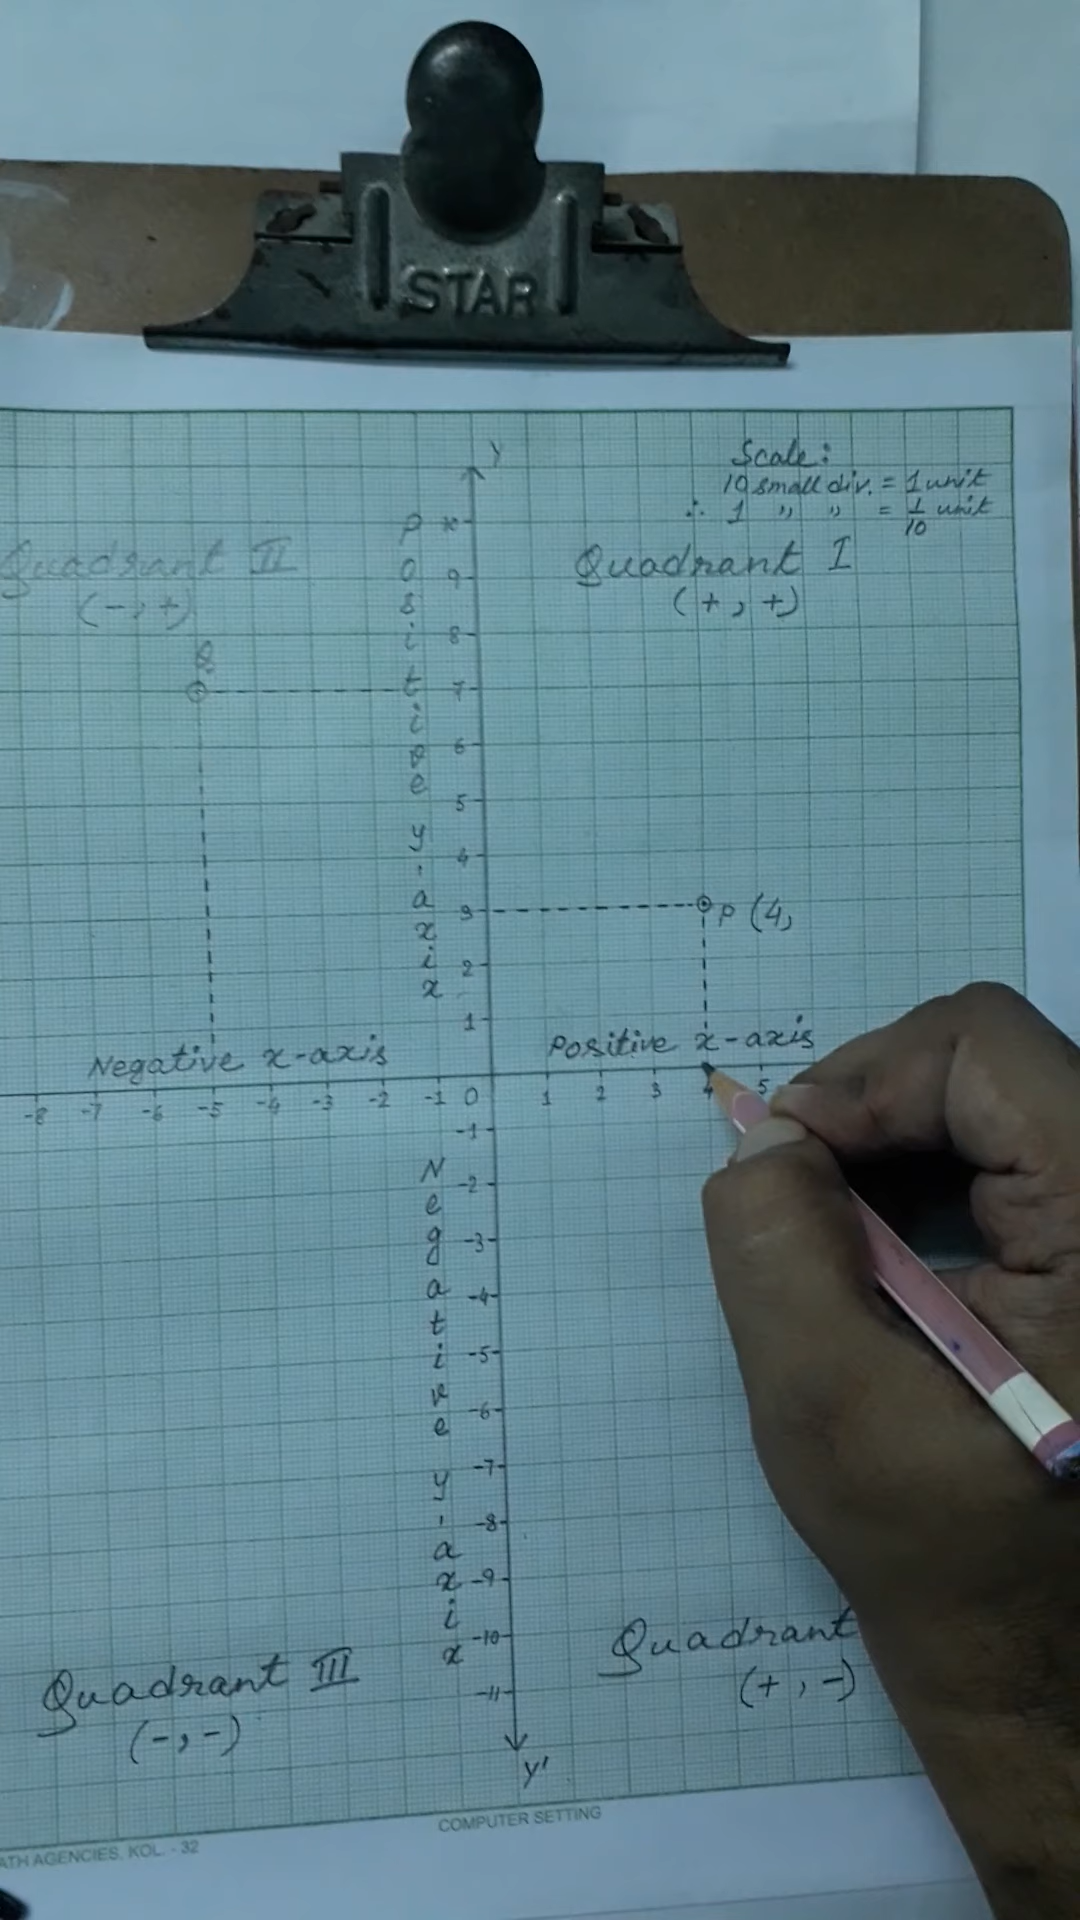 STAR
Y
Scale:
10 small div. = 1 unit
∴ 1 " " = 1/10 unit
Quadrant II
(-, +)
Quadrant I
(+, +)
Positive y-axix
9
8
7
6
5
4
3
2
1
Q
P (4,
Negative x-axis
Positive x-axis
-8 -7 -6 -5 -4 -3 -2 -1 0 1 2 3 4 5
-1
-2
-3
-4
-5
-6
-7
-8
-9
-10
-11
Negative y-axix
Quadrant III
(-, -)
Quadrant
(+, -)
Y'
COMPUTER SETTING
ATH AGENCIES, KOL. - 32